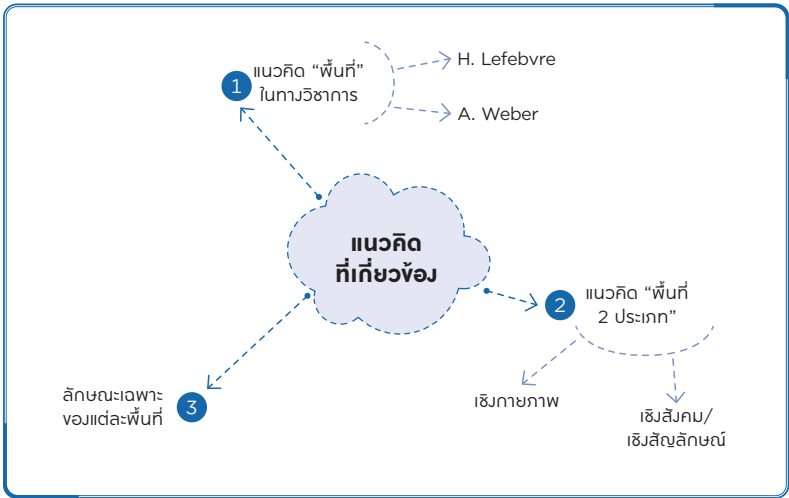 1
แนวคิด “พื้นที่”
ในทางวิชาการ
H. Lefebvre
A. Weber
แนวคิด
ที่เกี่ยวข้อง
2
แนวคิด “พื้นที่
2 ประเภท”
เชิงกายภาพ
เชิงสังคม/
เชิงสัญลักษณ์
3
ลักษณะเฉพาะ
ของแต่ละพื้นที่